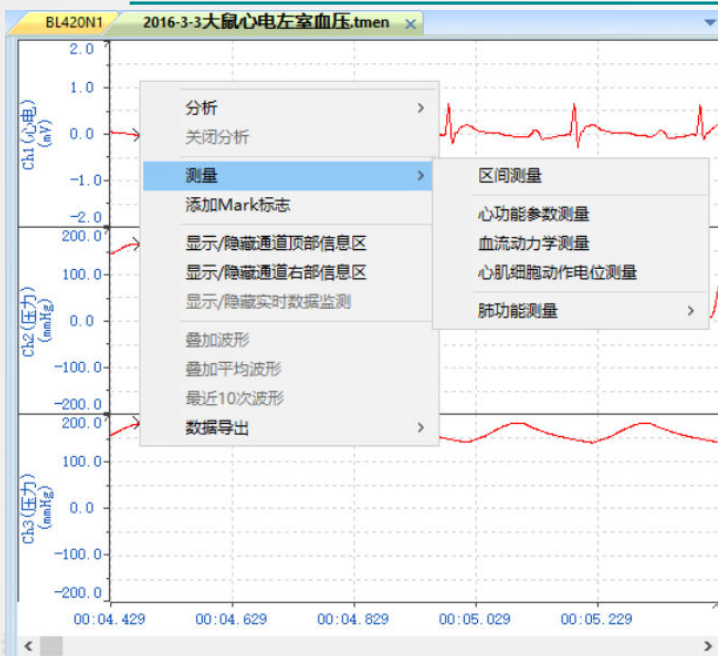 BL420N1
2016-3-3大鼠心电左室血压.tmen ×
Ch1(心电)
(mV)
2.0
1.0
0.0
-1.0
-2.0
Ch2(压力)
(mmHg)
200.0
100.0
0.0
-100.0
-200.0
Ch3(压力)
(mmHg)
200.0
100.0
0.0
-100.0
-200.0
分析 >
关闭分析
测量 >
添加Mark标志
显示/隐藏通道顶部信息区
显示/隐藏通道右部信息区
显示/隐藏实时数据监测
叠加波形
叠加平均波形
最近10次波形
数据导出 >
区间测量
心功能参数测量
血流动力学测量
心肌细胞动作电位测量
肺功能测量 >
00:04.429 00:04.629 00:04.829 00:05.029 00:05.229